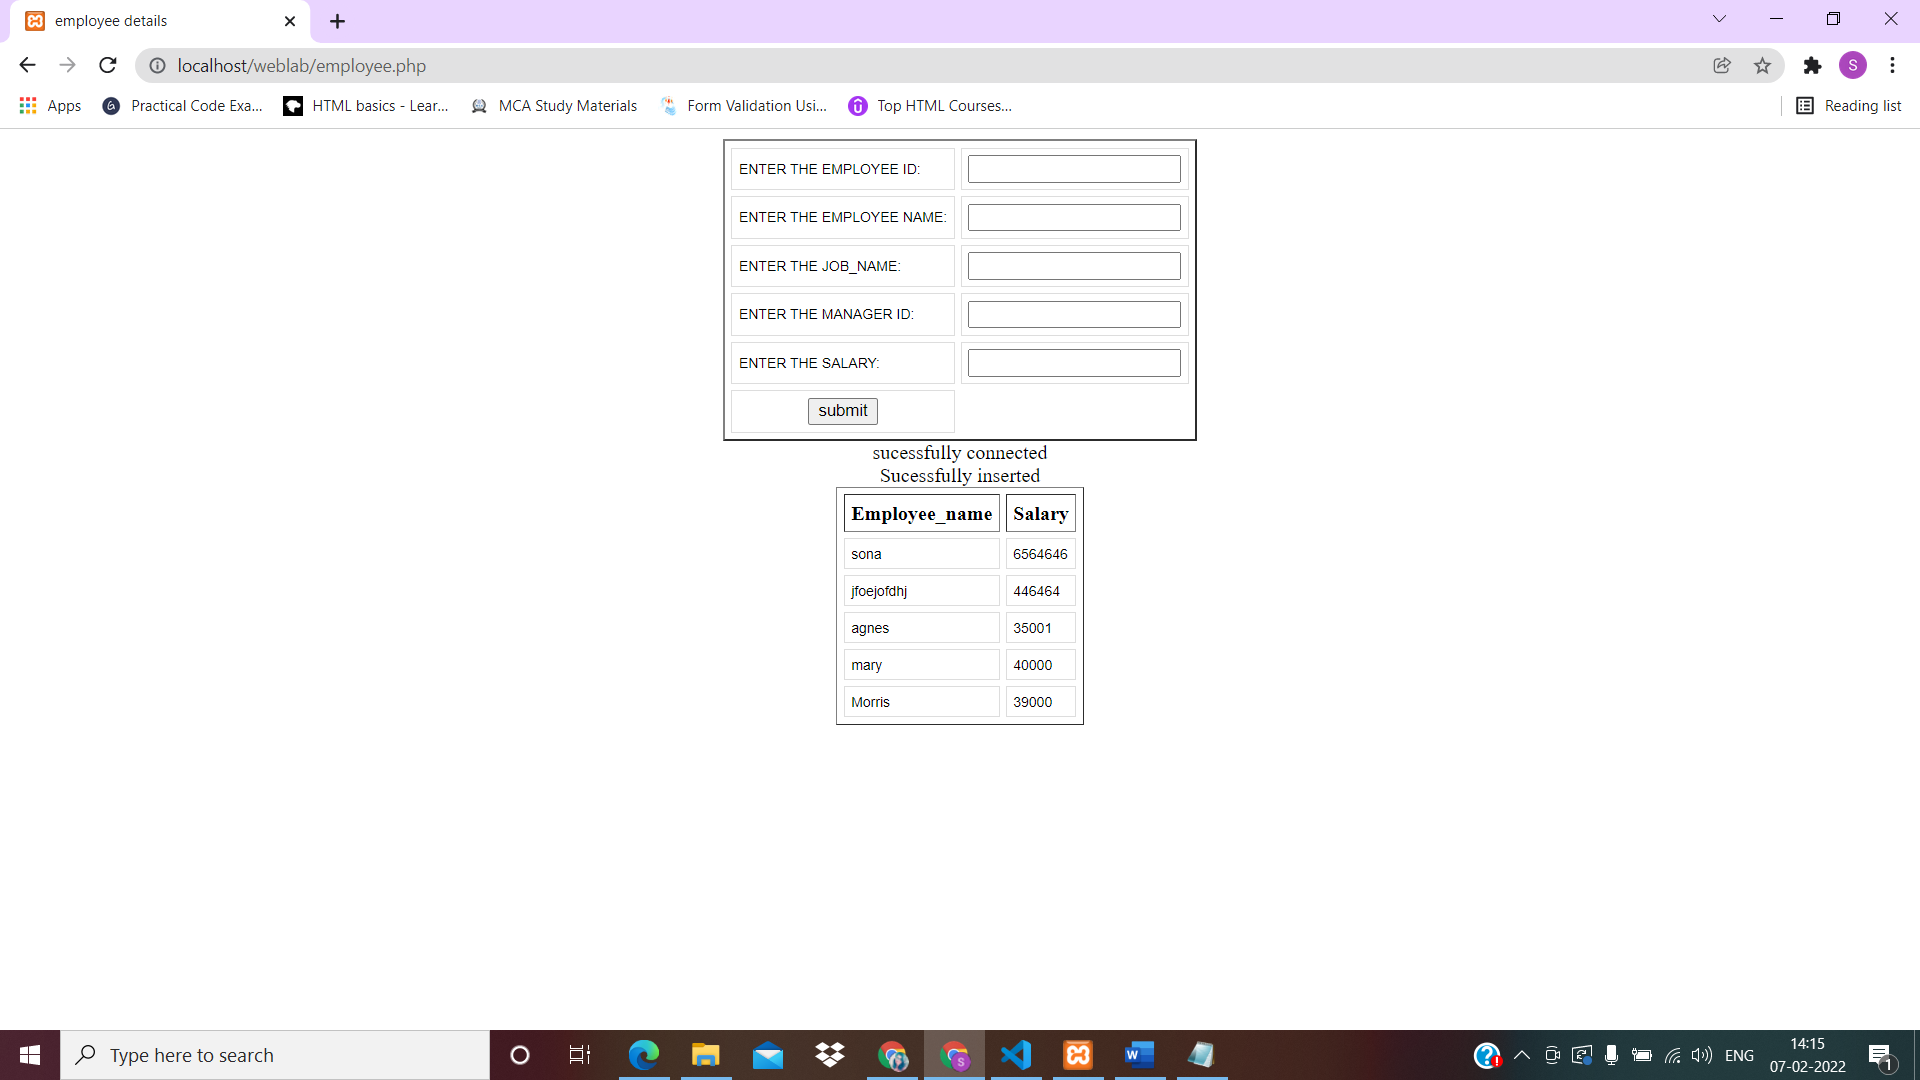 employee details
localhost/weblab/employee.php
Apps Practical Code Exa... HTML basics - Lear... MCA Study Materials Form Validation Usi... Top HTML Courses... Reading list
S
ENTER THE EMPLOYEE ID:
ENTER THE EMPLOYEE NAME:
ENTER THE JOB_NAME:
ENTER THE MANAGER ID:
ENTER THE SALARY:
submit
sucessfully connected
Sucessfully inserted
Employee_name Salary
sona 6564646
jfoejofdhj 446464
agnes 35001
mary 40000
Morris 39000
Type here to search
ENG
14:15
07-02-2022
1